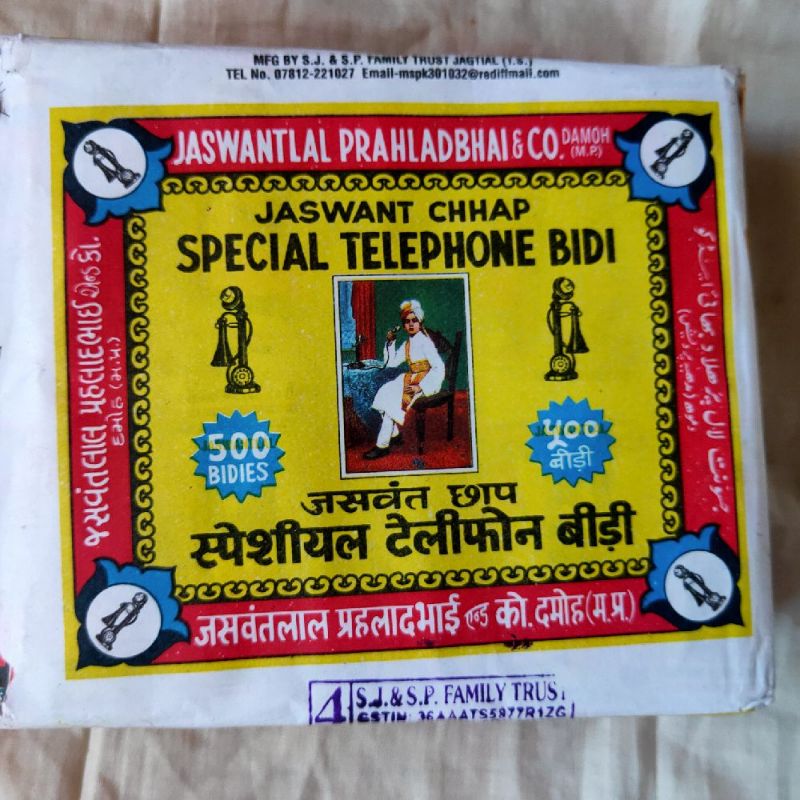 MFG BY S.J. & S.P. FAMILY TRUST JAGTIAL (T.S.)
TEL No. 07812-221027 Email-mspk301032@rediffmail.com
JASWANTLAL PRAHLADBHAI & CO. DAMOH (M.P.)
JASWANT CHHAP
SPECIAL TELEPHONE BIDI
જસવંતલાલ પ્રહલાદભાઈ એન્ડ કો.
દમોહ (મ.પ્ર.)
500
BIDIES
५००
बीड़ी
जसवंत छाप
स्पेशीयल टेलीफोन बीड़ी
जसवंतलाल प्रहलादभाई एन्ड को. दमोह (म.प्र.)
4 S.J. & S.P. FAMILY TRUST
GSTIN: 36AAATS5877R1ZG